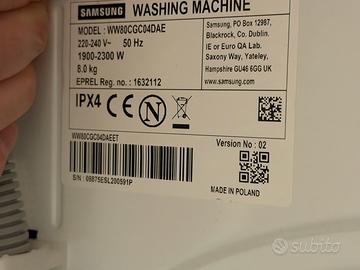 SAMSUNG WASHING MACHINE
MODEL: WW80CGC04DAE
220-240 V~ 50 Hz
1900-2300 W
8.0 kg
EPREL Reg. no.: 1632112
Samsung, PO Box 12987,
Blackrock, Co. Dublin.
IE or Euro QA Lab.
Saxony Way, Yateley,
Hampshire GU46 6GG UK
www.samsung.com
IPX4 CE N
WW80CGC04DAEET
Version No : 02
S/N : 09875ESL200591P
MADE IN POLAND
subito